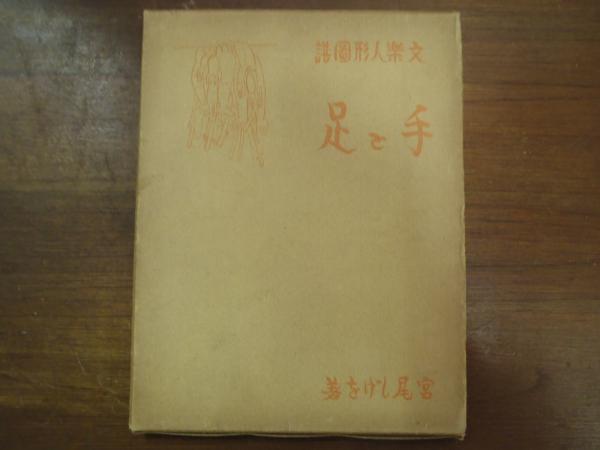 文楽人形圖譜
手と足
宮尾しげを著